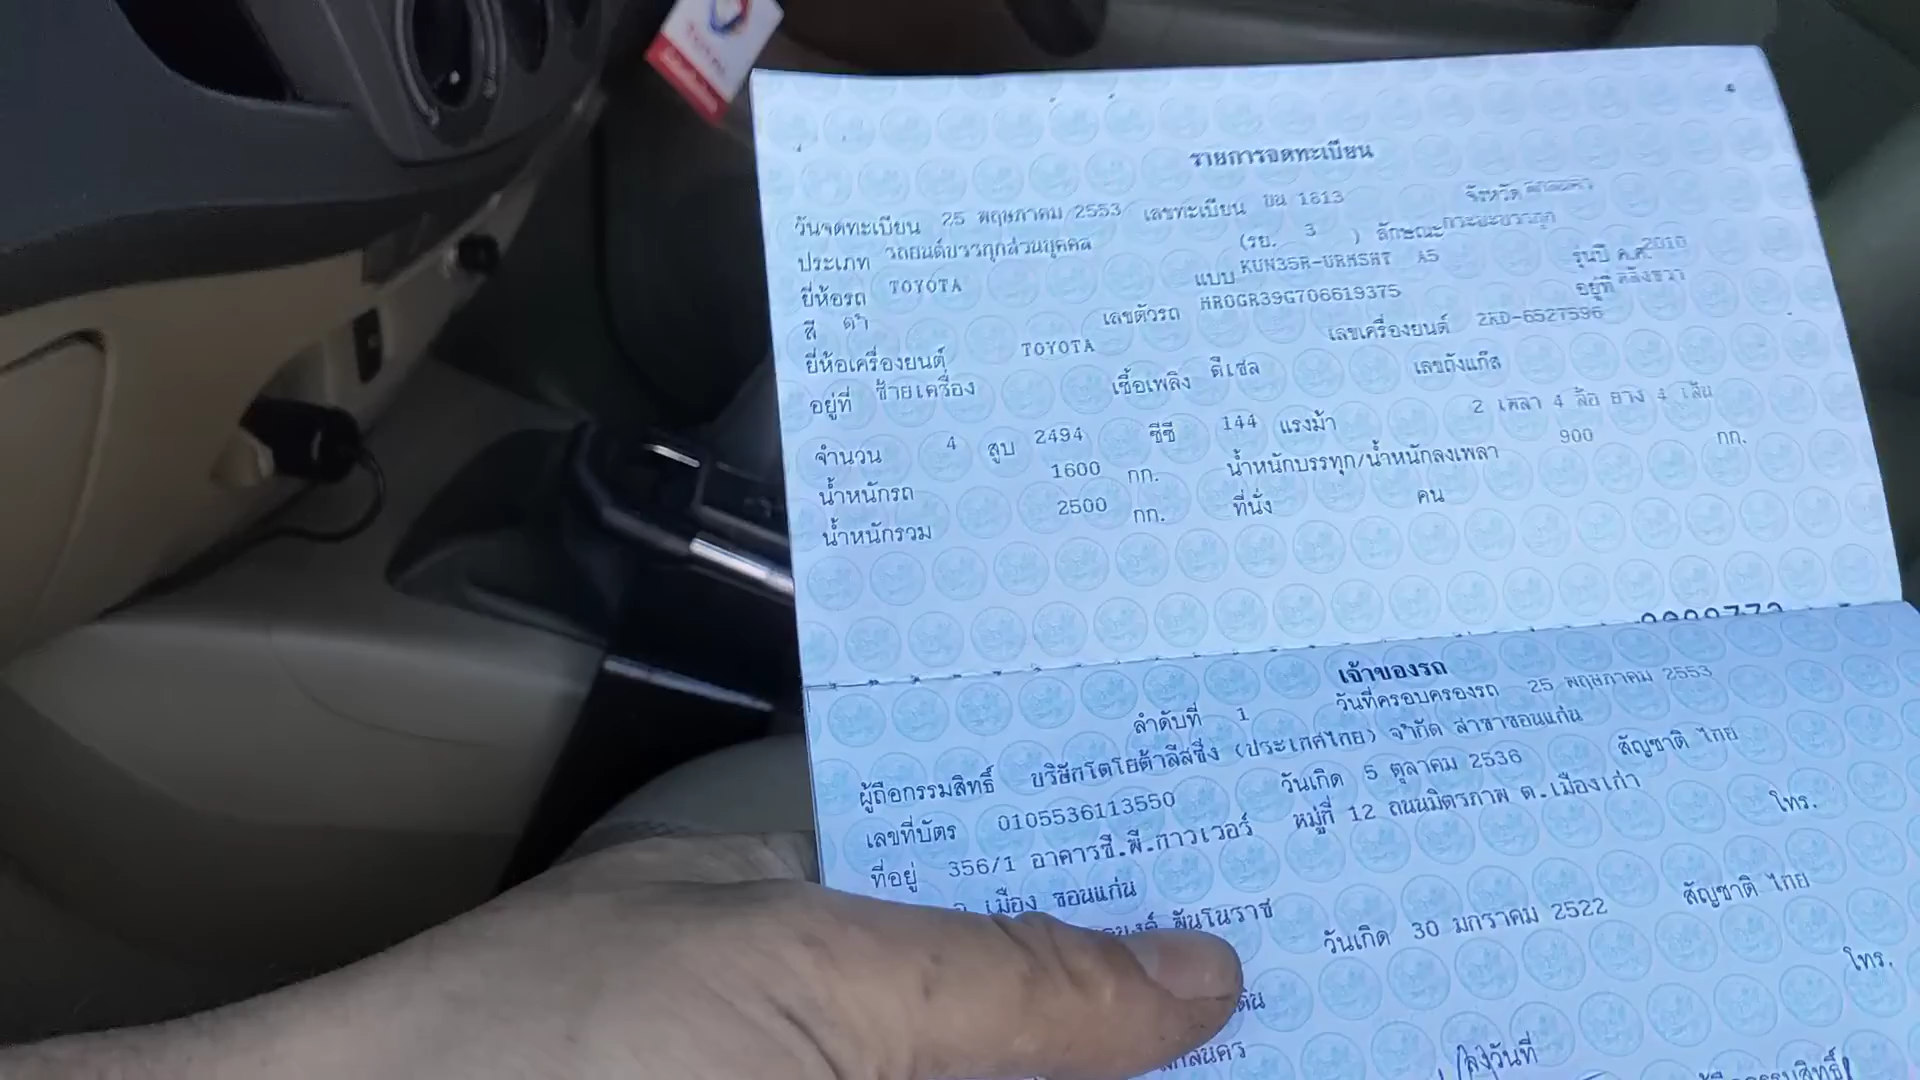 TOTAL
รายการจดทะเบียน
วันจดทะเบียน 25 พฤษภาคม 2553 เลขทะเบียน บน 1813 จังหวัด
ประเภท รถยนต์บรรทุกส่วนบุคคล (รย. 3 ) ลักษณะ กระบะบรรทุก
ยี่ห้อรถ TOYOTA แบบ KUN35R-URMSHT A5 รุ่นปี ค.ศ. 2010
สี ดำ เลขตัวรถ MR0GR39G706619375 อยู่ที่
ยี่ห้อเครื่องยนต์ TOYOTA เลขเครื่องยนต์ 2KD-6527596
อยู่ที่ ซ้ายเครื่อง เชื้อเพลิง ดีเซล เลขถังแก๊ส
จำนวน 4 สูบ 2494 ซีซี 144 แรงม้า 2 เพลา 4 ล้อ ยาง 4 เส้น
น้ำหนักรถ 1600 กก. น้ำหนักบรรทุก/น้ำหนักลงเพลา 900 กก.
น้ำหนักรวม 2500 กก. ที่นั่ง คน
เจ้าของรถ
ลำดับที่ 1 วันที่ครอบครองรถ 25 พฤษภาคม 2553
ผู้ถือกรรมสิทธิ์ บริษัทโตโยต้าลีสซิ่ง (ประเทศไทย) จำกัด สาขาขอนแก่น
เลขที่บัตร 0105536113550 วันเกิด 5 ตุลาคม 2536 สัญชาติ ไทย
ที่อยู่ 356/1 อาคารซี.พี.ทาวเวอร์ หมู่ที่ 12 ถนนมิตรภาพ ต.เมืองเก่า
เมือง ขอนแก่น โทร.
พันโนราช วันเกิด 30 มกราคม 2522 สัญชาติ ไทย
โทร.
วันที่